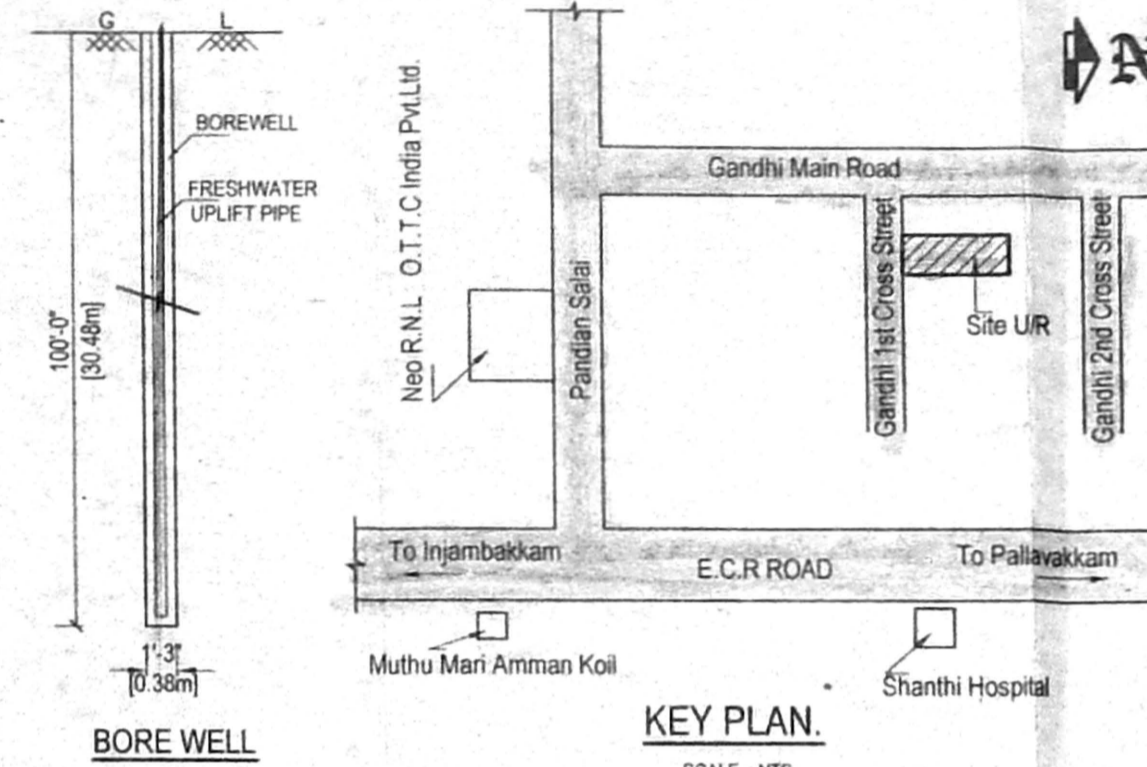 G L
BOREWELL
FRESHWATER
UPLIFT PIPE
100'-0"
[30.48m]
1'-3"
[0.38m]
BORE WELL
N
Neo R.N.L O.T.T.C India Pvt.Ltd.
Pandian Salai
Gandhi Main Road
Gandhi 1st Cross Street
Site U/R
Gandhi 2nd Cross Street
To Injambakkam
E.C.R ROAD
To Pallavakkam
Muthu Mari Amman Koil
Shanthi Hospital
KEY PLAN.